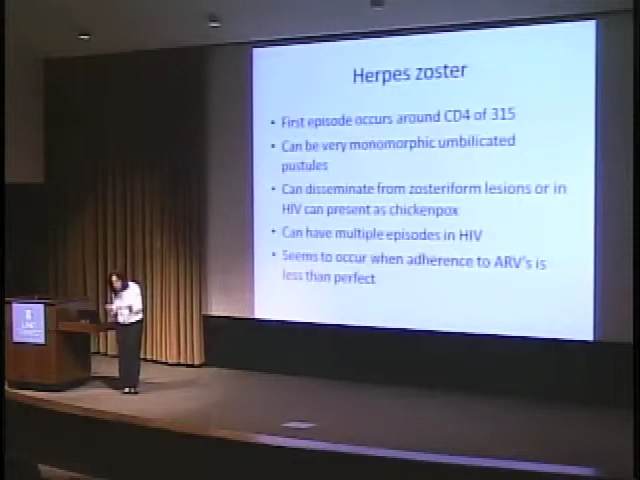 Herpes zoster
• First episode occurs around CD4 of 315
• Can be very monomorphic umbilicated
pustules
• Can disseminate from zosteriform lesions or in
HIV can present as chickenpox
• Can have multiple episodes in HIV
• Seems to occur when adherence to ARV's is
less than perfect